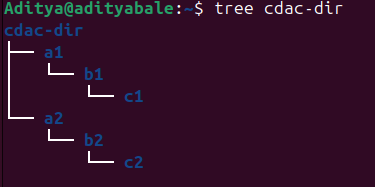 Aditya@adityabale:~$ tree cdac-dir
cdac-dir
├── a1
│   └── b1
│       └── c1
└── a2
    └── b2
        └── c2